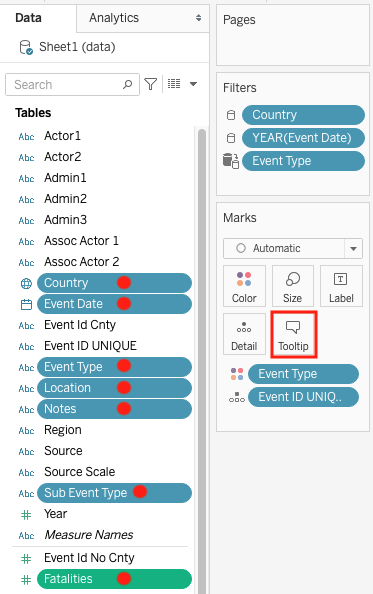 Data
Analytics
Sheet1 (data)
Search
Tables
Abc Actor1
Abc Actor2
Abc Admin1
Abc Admin2
Abc Admin3
Abc Assoc Actor 1
Abc Assoc Actor 2
Country
Event Date
Abc Event Id Cnty
Abc Event ID UNIQUE
Abc Event Type
Abc Location
Abc Notes
Abc Region
Abc Source
Abc Source Scale
Abc Sub Event Type
# Year
Abc Measure Names
# Event Id No Cnty
# Fatalities
Pages
Filters
Country
YEAR(Event Date)
Event Type
Marks
Automatic
Color
Size
T
Label
Detail
Tooltip
Event Type
Event ID UNIQ..